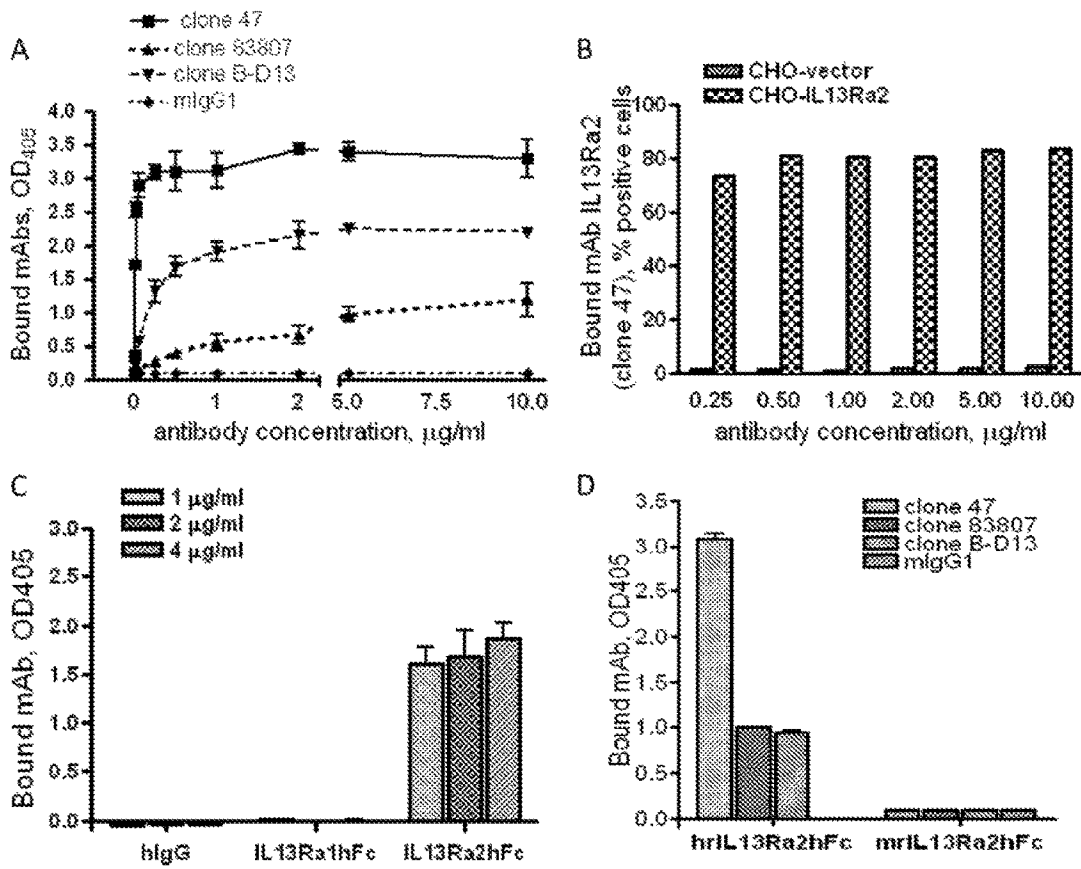 A
clone 47
clone 83807
clone B-D13
mIgG1
Bound mAbs, OD405
4.0
3.5
3.0
2.5
2.0
1.5
1.0
0.5
0.0
0 1 2 5.0 7.5 10.0
antibody concentration, µg/ml
B
CHO-vector
CHO-IL13Ra2
Bound mAb IL13Ra2
(clone 47), % positive cells
100
80
60
40
20
0
0.25 0.50 1.00 2.00 5.00 10.00
antibody concentration, µg/ml
C
1 µg/ml
2 µg/ml
4 µg/ml
Bound mAb, OD405
3.0
2.5
2.0
1.5
1.0
0.5
0.0
hIgG IL13Ra1hFc IL13Ra2hFc
D
clone 47
clone 83807
clone B-D13
mIgG1
Bound mAb, OD405
3.5
3.0
2.5
2.0
1.5
1.0
0.5
0.0
hrIL13Ra2hFc mrIL13Ra2hFc